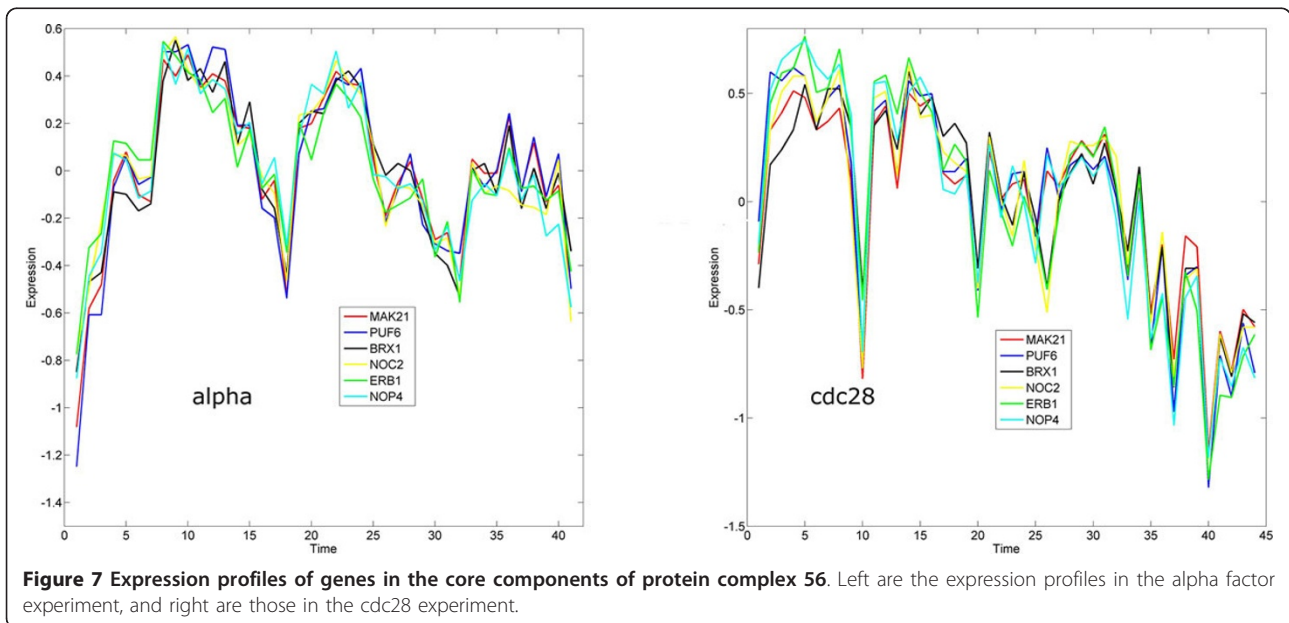 0.6
0.4
0.2
0
-0.2
-0.4
-0.6
-0.8
-1
-1.2
-1.4
Expression
0 5 10 15 20 25 30 35 40
Time
MAK21
PUF6
BRX1
NOC2
ERB1
NOP4
alpha
0.5
0
-0.5
-1
-1.5
Expression
0 5 10 15 20 25 30 35 40 45
Time
MAK21
PUF6
BRX1
NOC2
ERB1
NOP4
cdc28
Figure 7 Expression profiles of genes in the core components of protein complex 56. Left are the expression profiles in the alpha factor
experiment, and right are those in the cdc28 experiment.